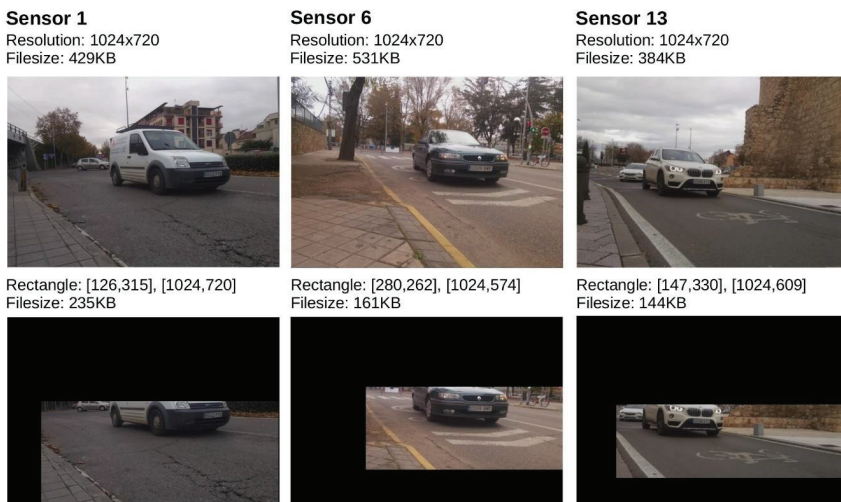 Sensor 1
Resolution: 1024x720
Filesize: 429KB
Sensor 6
Resolution: 1024x720
Filesize: 531KB
Sensor 13
Resolution: 1024x720
Filesize: 384KB
Rectangle: [126,315], [1024,720]
Filesize: 235KB
Rectangle: [280,262], [1024,574]
Filesize: 161KB
Rectangle: [147,330], [1024,609]
Filesize: 144KB